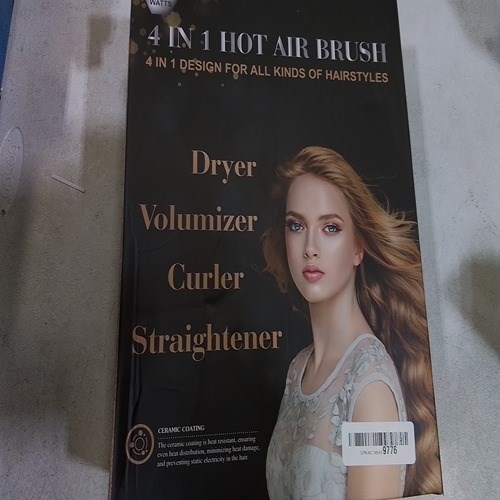 WATTS
4 IN 1 HOT AIR BRUSH
4 IN 1 DESIGN FOR ALL KINDS OF HAIRSTYLES
Dryer
Volumizer
Curler
Straightener
CERAMIC COATING
The ceramic coating is heat resistant, ensuring
even heat distribution, minimizing heat damage,
and preventing static electricity in the hair.
9776